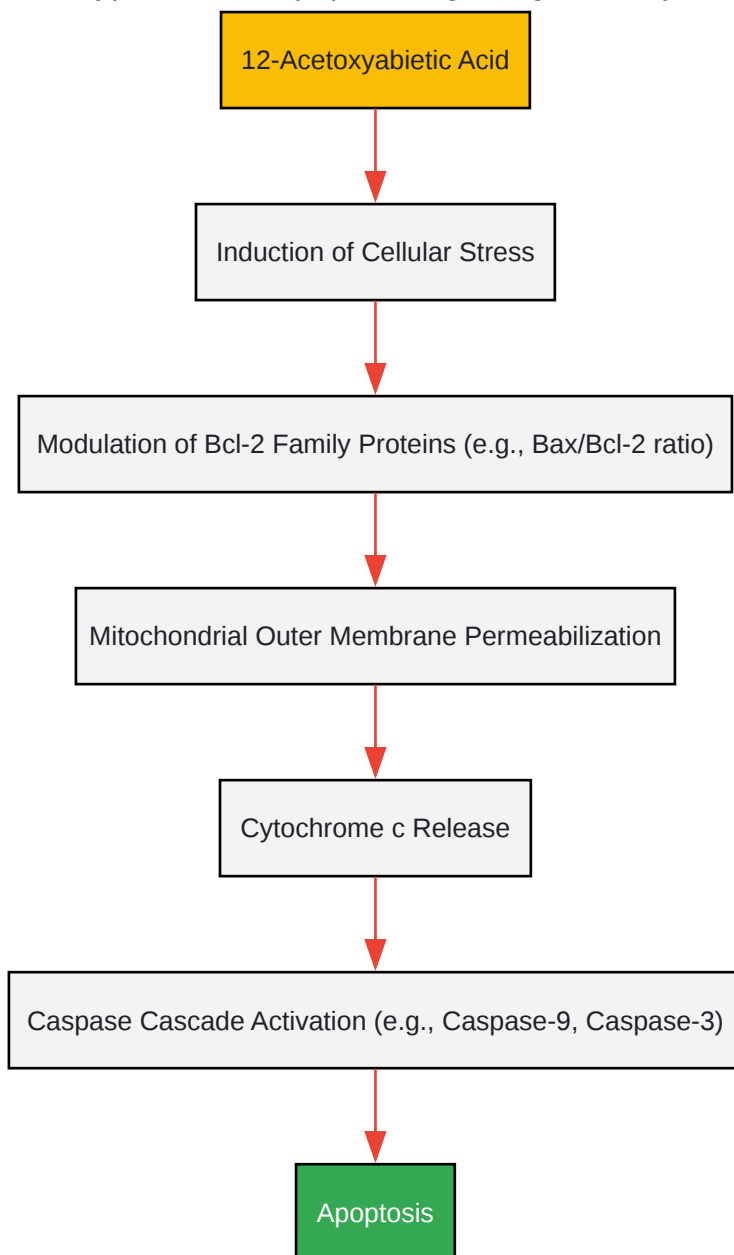 12-Acetoxyabietic Acid
Induction of Cellular Stress
Modulation of Bcl-2 Family Proteins (e.g., Bax/Bcl-2 ratio)
Mitochondrial Outer Membrane Permeabilization
Cytochrome c Release
Caspase Cascade Activation (e.g., Caspase-9, Caspase-3)
Apoptosis